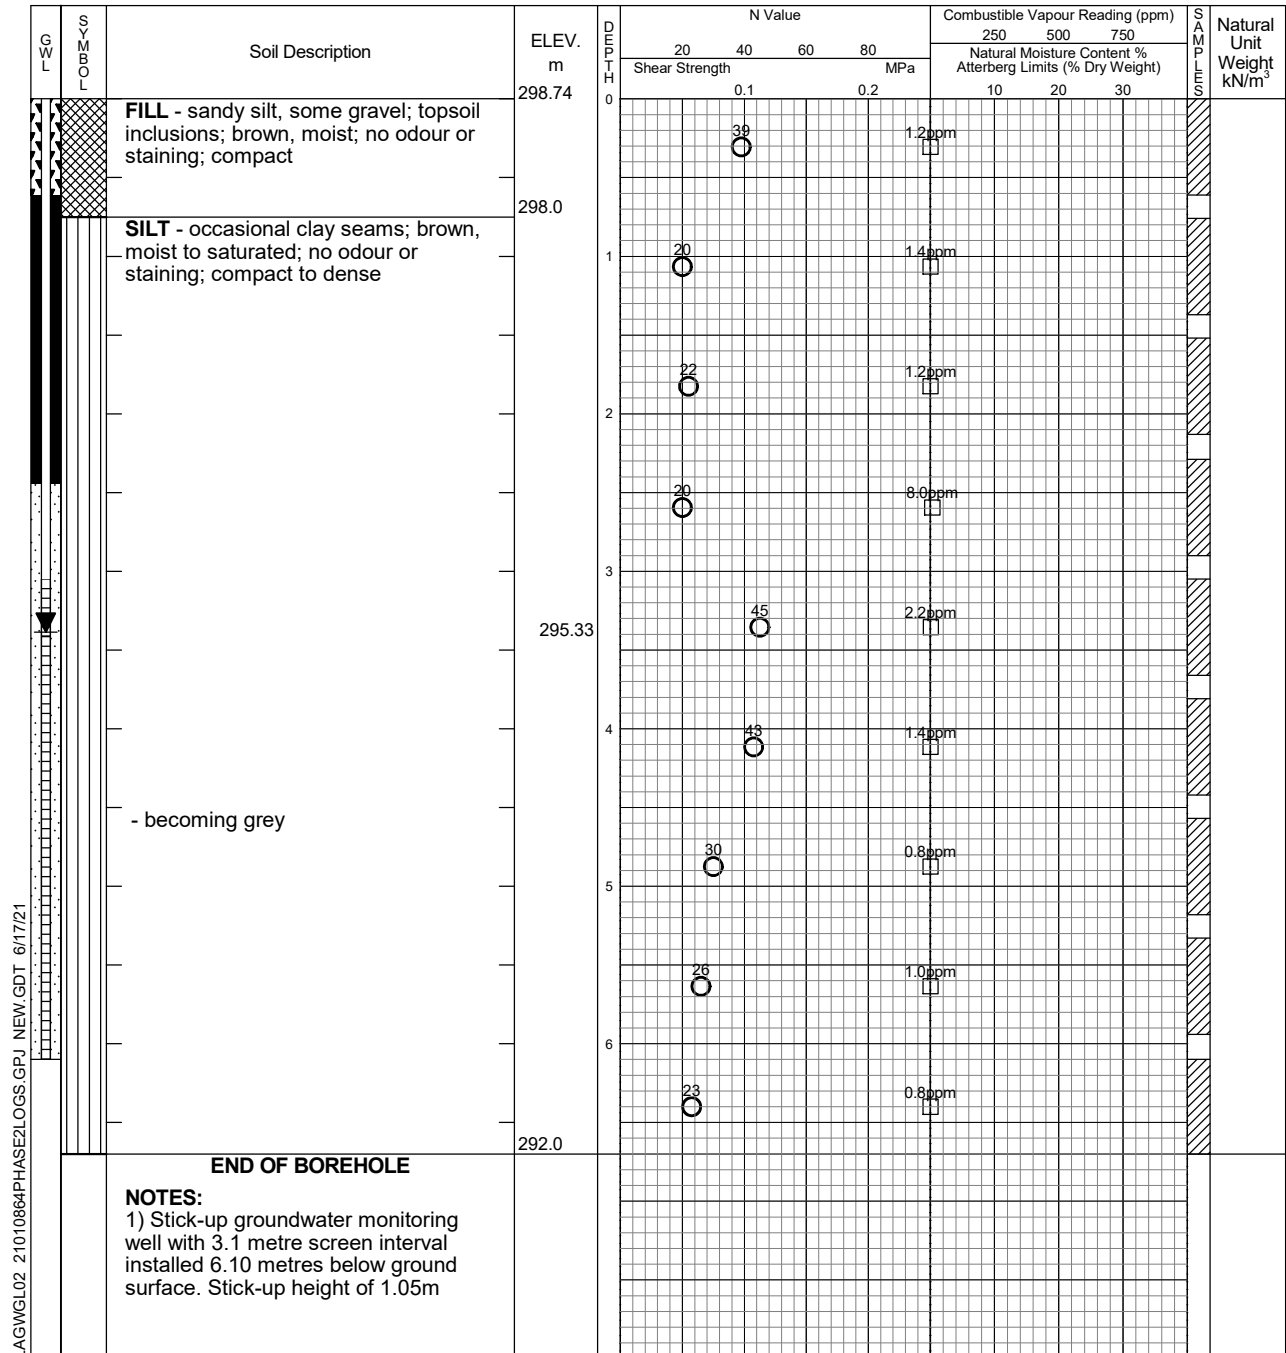 GWL
SYMBOL
Soil Description
ELEV.
m
DEPTH
N Value
20 40 60 80
Shear Strength MPa
0.1 0.2
Combustible Vapour Reading (ppm)
250 500 750
Natural Moisture Content %
Atterberg Limits (% Dry Weight)
10 20 30
SAMPLES
Natural
Unit
Weight
kN/m³
298.74
0
FILL - sandy silt, some gravel; topsoil
inclusions; brown, moist; no odour or
staining; compact
39
1.2ppm
298.0
SILT - occasional clay seams; brown,
moist to saturated; no odour or
staining; compact to dense
1
20
1.4ppm
22
1.2ppm
2
20
8.0ppm
3
45
2.2ppm
295.33
4
43
1.4ppm
- becoming grey
30
0.8ppm
5
26
1.0ppm
6
23
0.8ppm
292.0
END OF BOREHOLE
NOTES:
1) Stick-up groundwater monitoring
well with 3.1 metre screen interval
installed 6.10 metres below ground
surface. Stick-up height of 1.05m
AGWGL02 21010864PHASE2LOGS.GPJ NEW.GDT 6/17/21